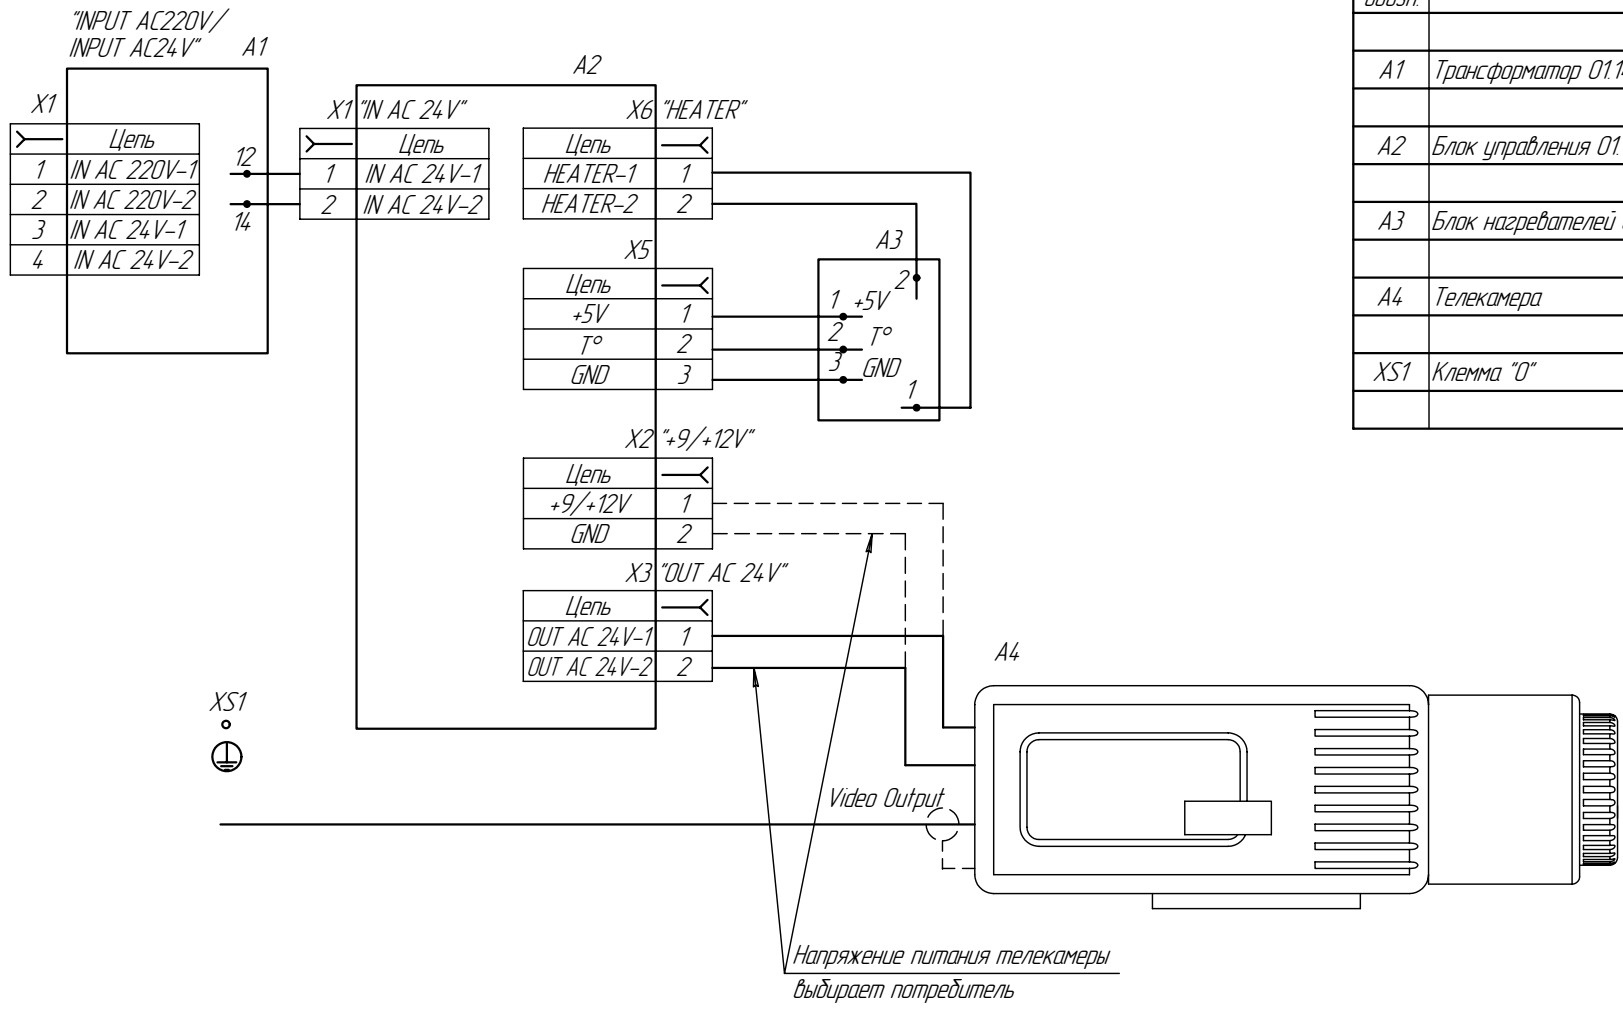 "INPUT AC220V/
INPUT AC24V"
A1
X1
Цепь
1 IN AC 220V-1
2 IN AC 220V-2
3 IN AC 24V-1
4 IN AC 24V-2
12
14
A2
X1 "IN AC 24V"
Цепь
1 IN AC 24V-1
2 IN AC 24V-2
X6 "HEATER"
Цепь
HEATER-1 1
HEATER-2 2
X5
Цепь
+5V 1
T° 2
GND 3
A3
2
1 +5V
2 T°
3 GND
1
X2 "+9/+12V"
Цепь
+9/+12V 1
GND 2
X3 "OUT AC 24V"
Цепь
OUT AC 24V-1 1
OUT AC 24V-2 2
A4
XS1
Video Output
Напряжение питания телекамеры
выбирает потребитель
A1 Трансформатор
A2 Блок управления 01.
A3 Блок нагревателей
A4 Телекамера
XS1 Клемма "0"